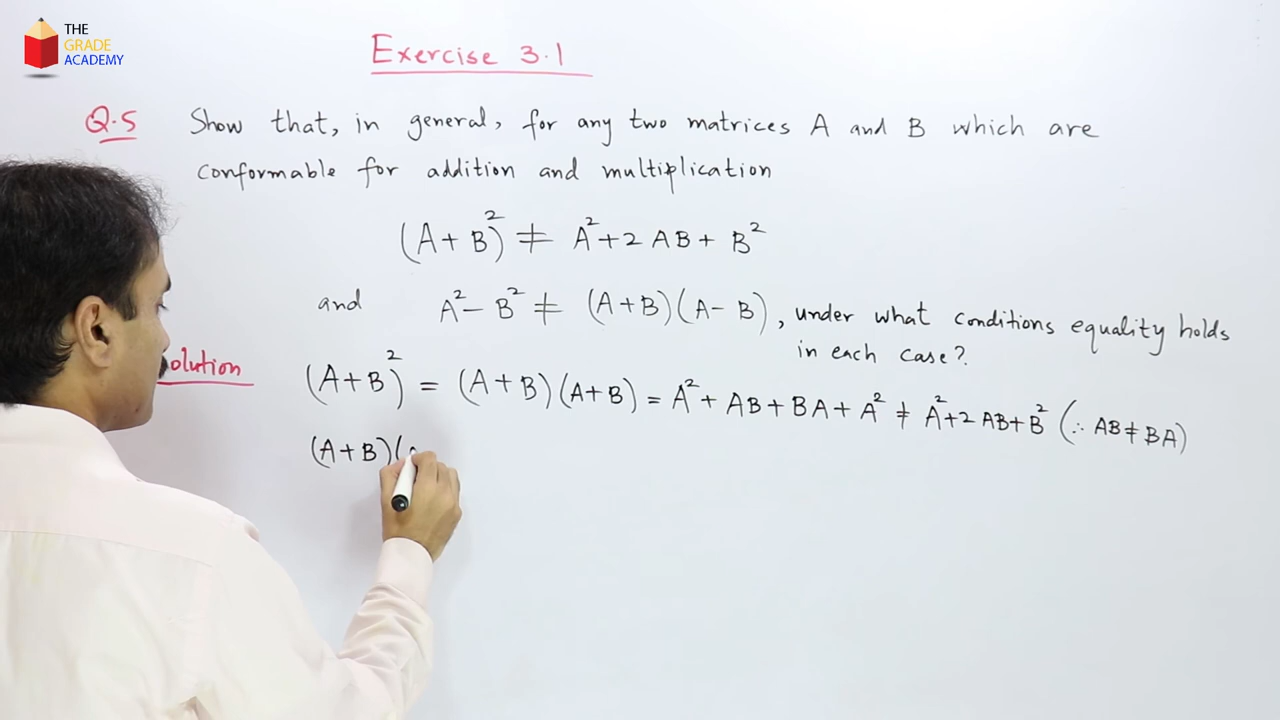 THE
GRADE
ACADEMY
Exercise 3.1
Q.5 Show that, in general, for any two matrices A and B which are
conformable for addition and multiplication
(A+B)² ≠ A²+2AB+B²
and A²-B² ≠ (A+B)(A-B), under what conditions equality holds
in each case?
olution
(A+B)² = (A+B)(A+B) = A²+AB+BA+A² ≠ A²+2AB+B² (∴ AB≠BA)
(A+B)(